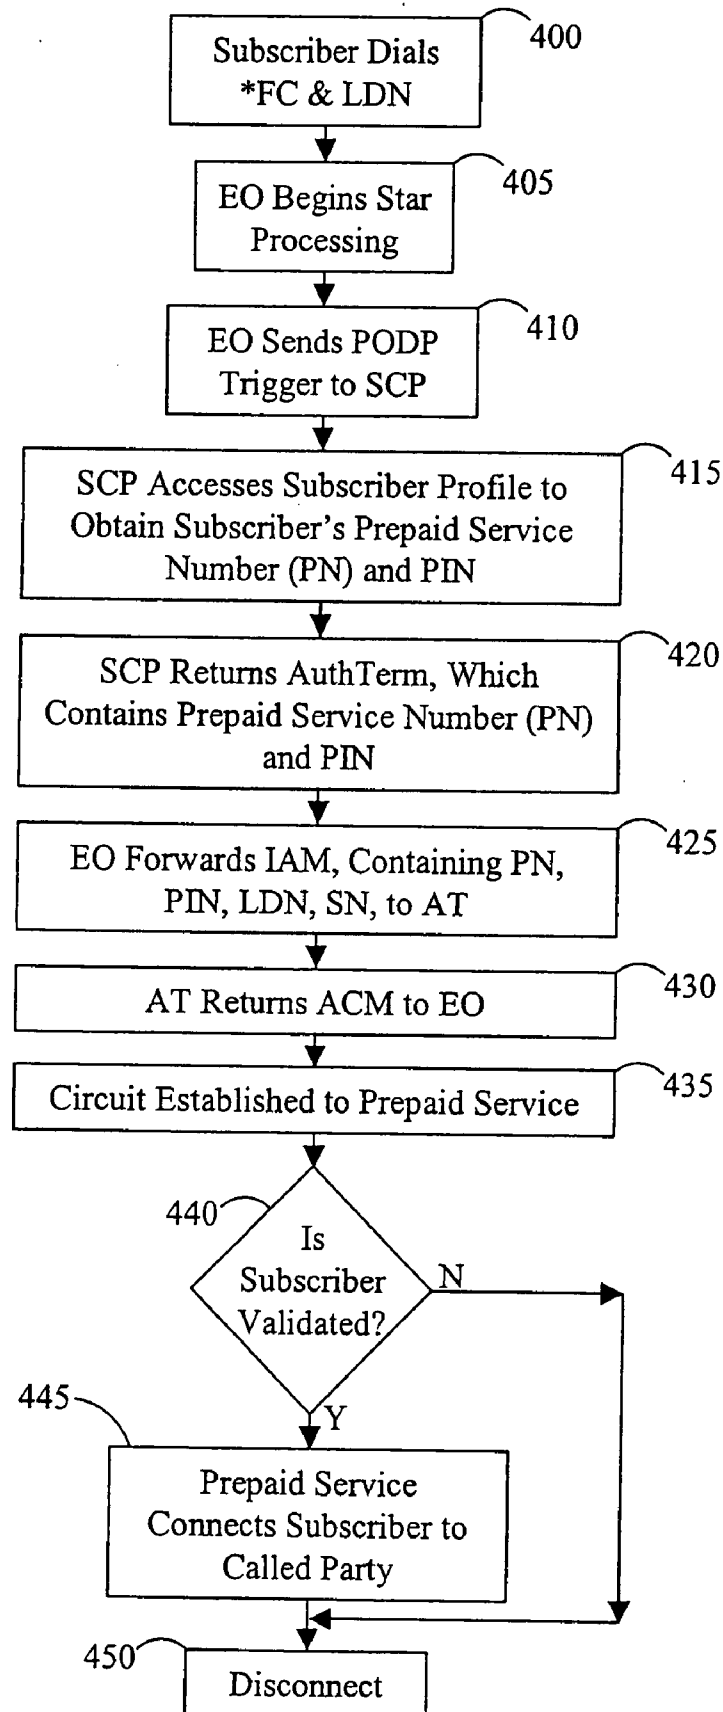 400
Subscriber Dials
*FC & LDN
405
EO Begins Star
Processing
410
EO Sends PODP
Trigger to SCP
415
SCP Accesses Subscriber Profile to
Obtain Subscriber's Prepaid Service
Number (PN) and PIN
420
SCP Returns AuthTerm, Which
Contains Prepaid Service Number (PN)
and PIN
425
EO Forwards IAM, Containing PN,
PIN, LDN, SN, to AT
430
AT Returns ACM to EO
435
Circuit Established to Prepaid Service
440
Is
Subscriber
Validated?
N
Y
445
Prepaid Service
Connects Subscriber to
Called Party
450
Disconnect